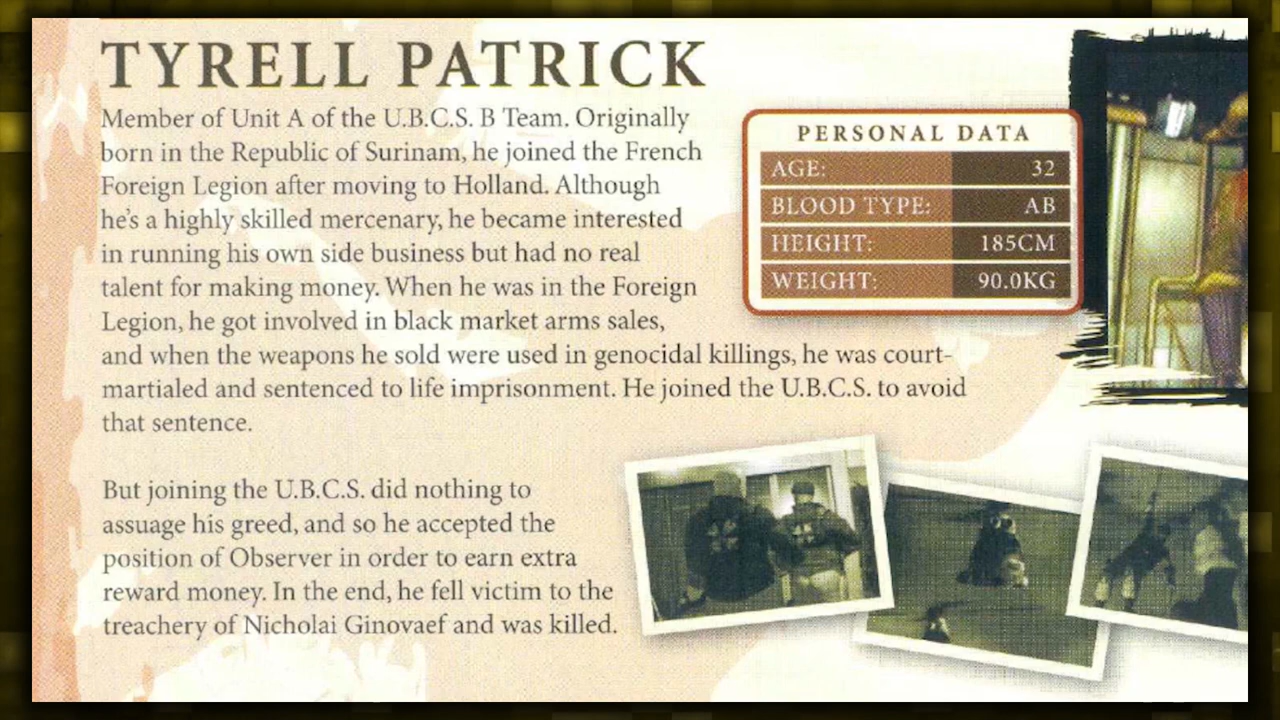 TYRELL PATRICK
Member of Unit A of the U.B.C.S. B Team. Originally
born in the Republic of Surinam, he joined the French
Foreign Legion after moving to Holland. Although
he's a highly skilled mercenary, he became interested
in running his own side business but had no real
talent for making money. When he was in the Foreign
Legion, he got involved in black market arms sales,
and when the weapons he sold were used in genocidal killings, he was court-
martialed and sentenced to life imprisonment. He joined the U.B.C.S. to avoid
that sentence.
But joining the U.B.C.S. did nothing to
assuage his greed, and so he accepted the
position of Observer in order to earn extra
reward money. In the end, he fell victim to the
treachery of Nicholai Ginovaef and was killed.
PERSONAL DATA
AGE: 32
BLOOD TYPE: AB
HEIGHT: 185CM
WEIGHT: 90.0KG